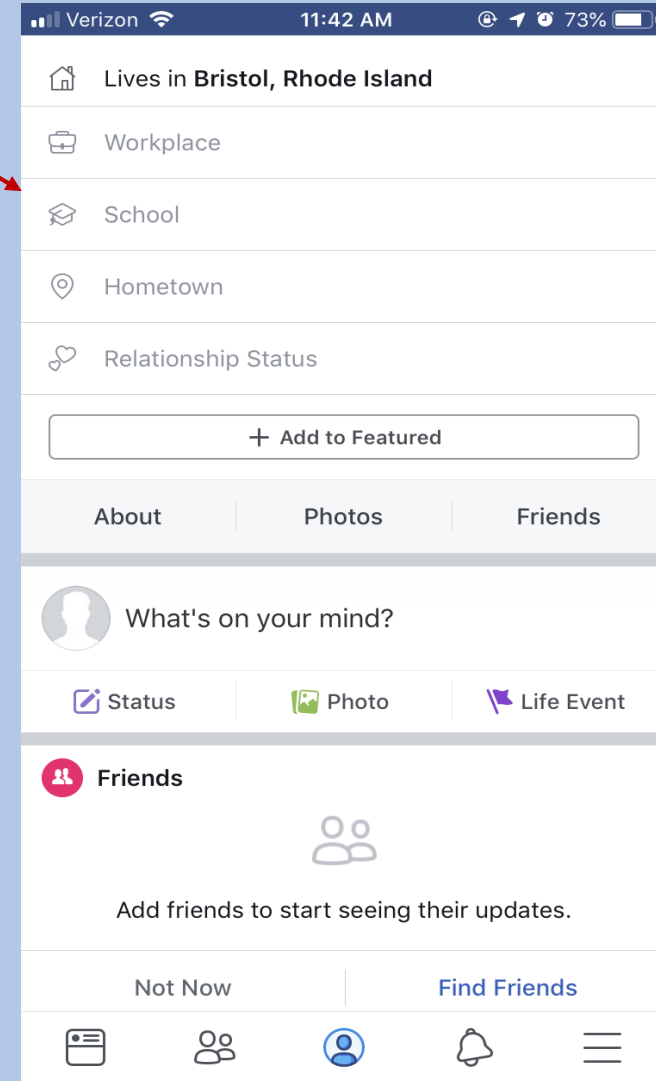 Verizon 11:42 AM 73%
Lives in Bristol, Rhode Island
Workplace
School
Hometown
Relationship Status
+ Add to Featured
About Photos Friends
What's on your mind?
Status Photo Life Event
Friends
Add friends to start seeing their updates.
Not Now Find Friends